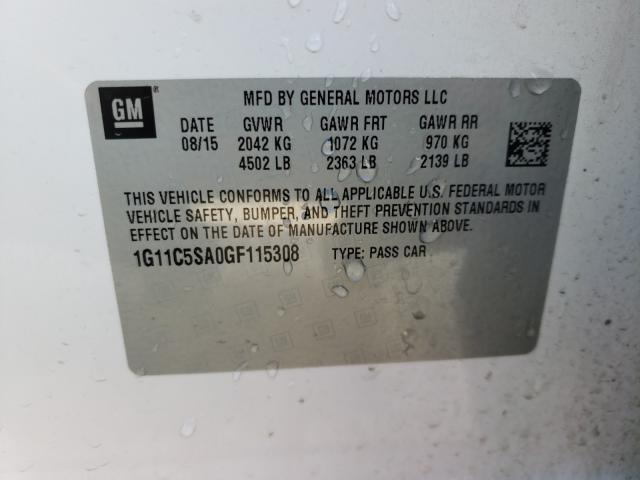 GM ®
MFD BY GENERAL MOTORS LLC
DATE GVWR GAWR FRT GAWR RR
08/15 2042 KG 1072 KG 970 KG
4502 LB 2363 LB 2139 LB
THIS VEHICLE CONFORMS TO ALL APPLICABLE U.S. FEDERAL MOTOR
VEHICLE SAFETY, BUMPER, AND THEFT PREVENTION STANDARDS IN
EFFECT ON THE DATE OF MANUFACTURE SHOWN ABOVE.
1G11C5SA0GF115308 TYPE: PASS CAR